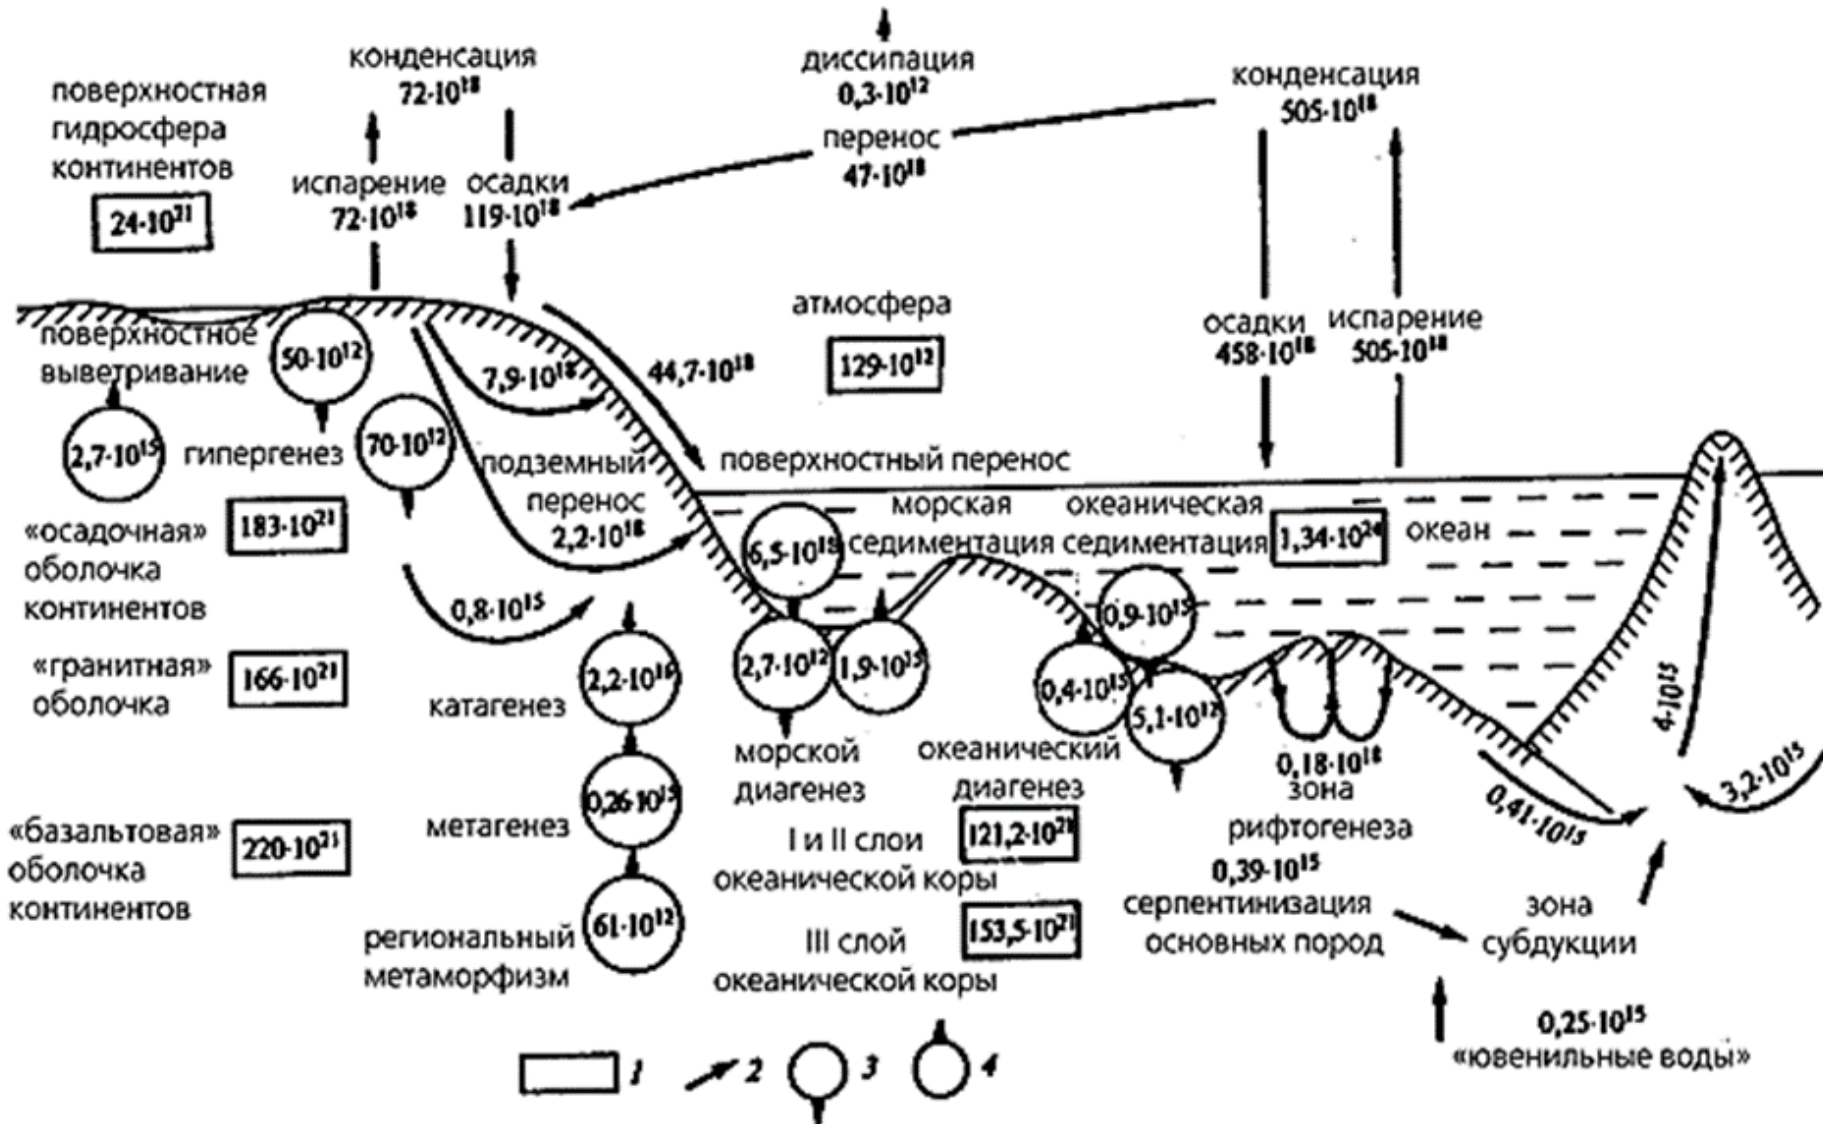 конденсация
72·10¹⁸
поверхностная
гидросфера
континентов
24·10²¹
испарение
72·10¹⁸
осадки
119·10¹⁸
диссипация
0,3·10¹²
перенос
47·10¹⁸
конденсация
505·10¹⁸
атмосфера
129·10¹²
осадки
458·10¹⁸
испарение
505·10¹⁸
поверхностное
выветривание
50·10¹²
2,7·10¹⁵
гипергенез
70·10¹²
7,9·10¹⁸
44,7·10¹⁸
поверхностный перенос
подземный
перенос
2,2·10¹⁸
«осадочная»
оболочка
континентов
183·10²¹
0,8·10¹⁵
морская
седиментация
6,5·10¹⁸
океаническая
седиментация
1,34·10²⁴
океан
0,9·10¹⁵
«гранитная»
оболочка
166·10²¹
катагенез
2,7·10¹²
1,9·10¹⁵
0,4·10¹⁵
5,1·10¹²
морской
диагенез
океанический
диагенез
метагенез
0,26·10¹⁵
«базальтовая»
оболочка
континентов
220·10²¹
региональный
метаморфизм
61·10¹²
I и II слои
океанической коры
121,2·10²¹
III слой
океанической коры
153,5·10²¹
0,18·10¹⁸
зона
рифтогенеза
0,39·10¹⁵
серпентинизация
основных пород
0,41·10¹⁵
4·10¹⁵
3,2·10¹⁵
зона
субдукции
0,25·10¹⁵
«ювенильные воды»
1
2
3
4